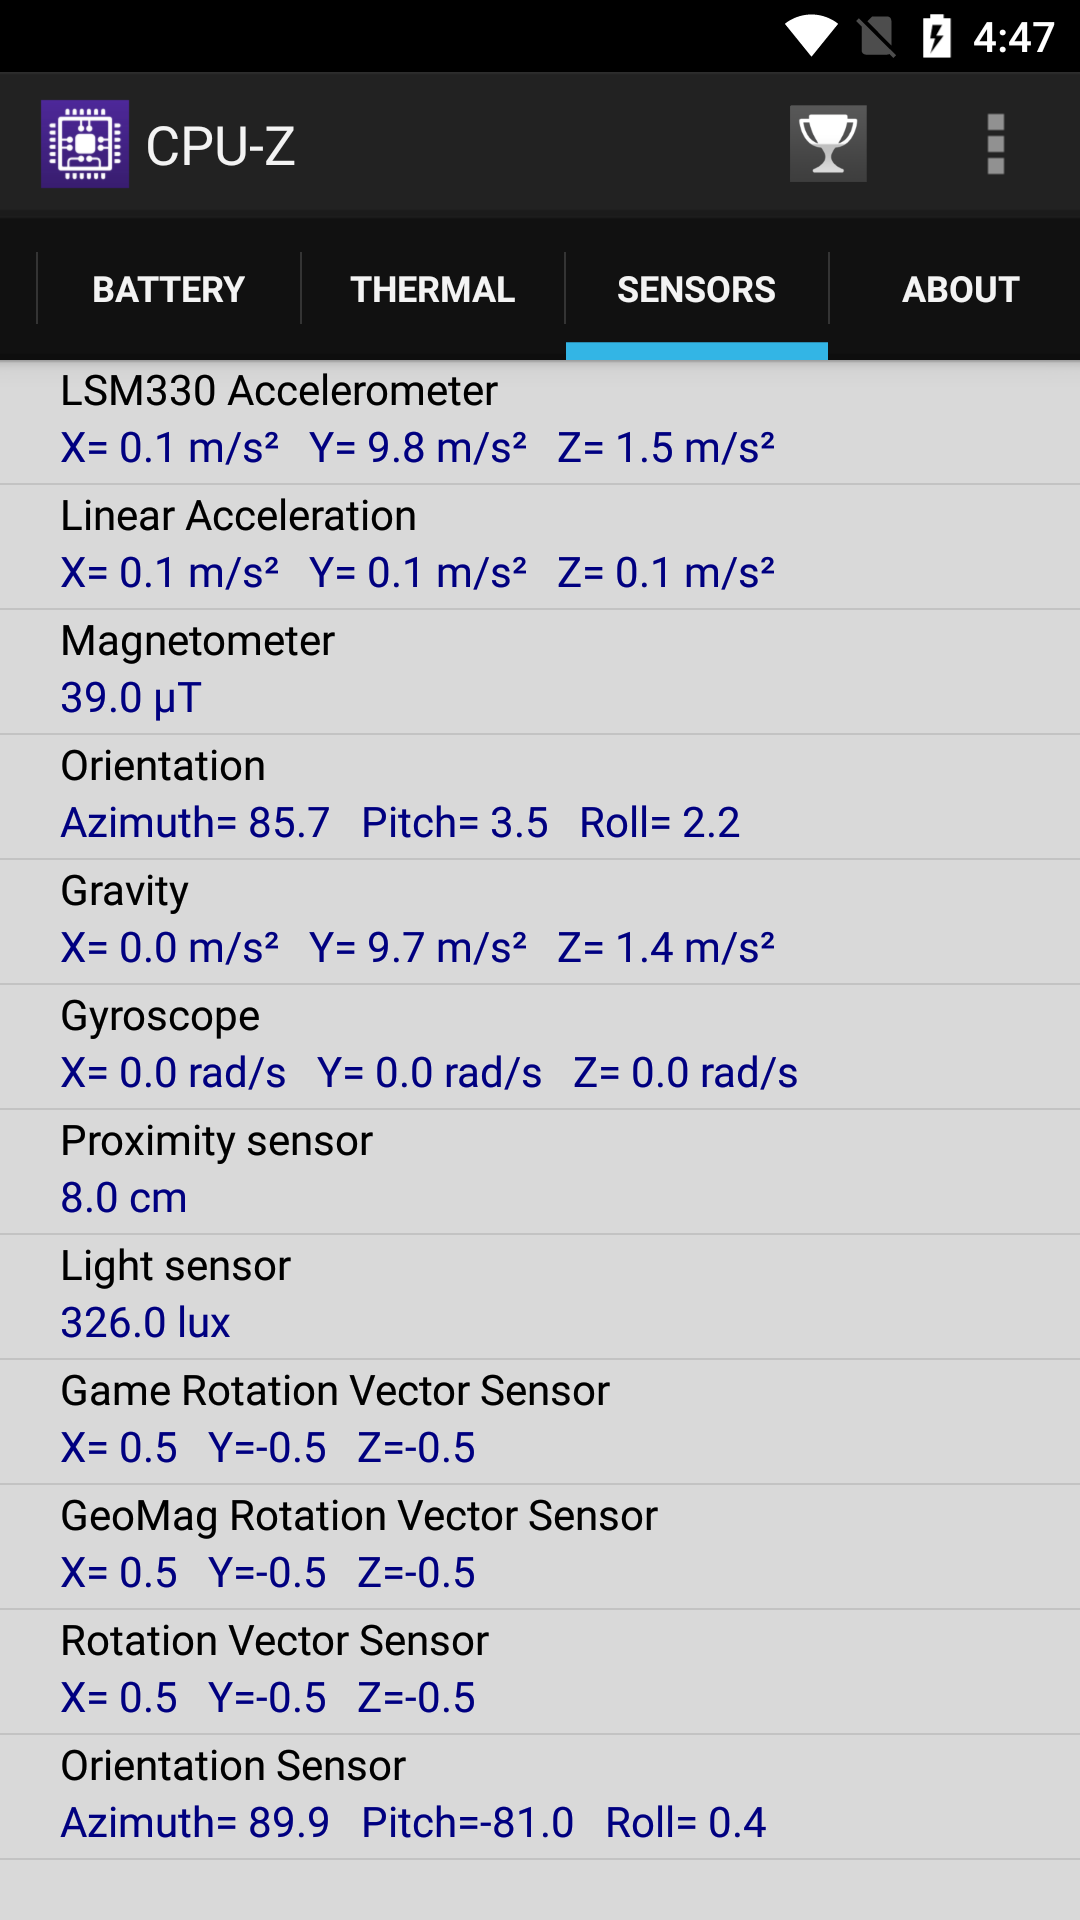 4:47
CPU-Z
BATTERY THERMAL SENSORS ABOUT
LSM330 Accelerometer
X= 0.1 m/s² Y= 9.8 m/s² Z= 1.5 m/s²
Linear Acceleration
X= 0.1 m/s² Y= 0.1 m/s² Z= 0.1 m/s²
Magnetometer
39.0 μT
Orientation
Azimuth= 85.7 Pitch= 3.5 Roll= 2.2
Gravity
X= 0.0 m/s² Y= 9.7 m/s² Z= 1.4 m/s²
Gyroscope
X= 0.0 rad/s Y= 0.0 rad/s Z= 0.0 rad/s
Proximity sensor
8.0 cm
Light sensor
326.0 lux
Game Rotation Vector Sensor
X= 0.5 Y=-0.5 Z=-0.5
GeoMag Rotation Vector Sensor
X= 0.5 Y=-0.5 Z=-0.5
Rotation Vector Sensor
X= 0.5 Y=-0.5 Z=-0.5
Orientation Sensor
Azimuth= 89.9 Pitch=-81.0 Roll= 0.4